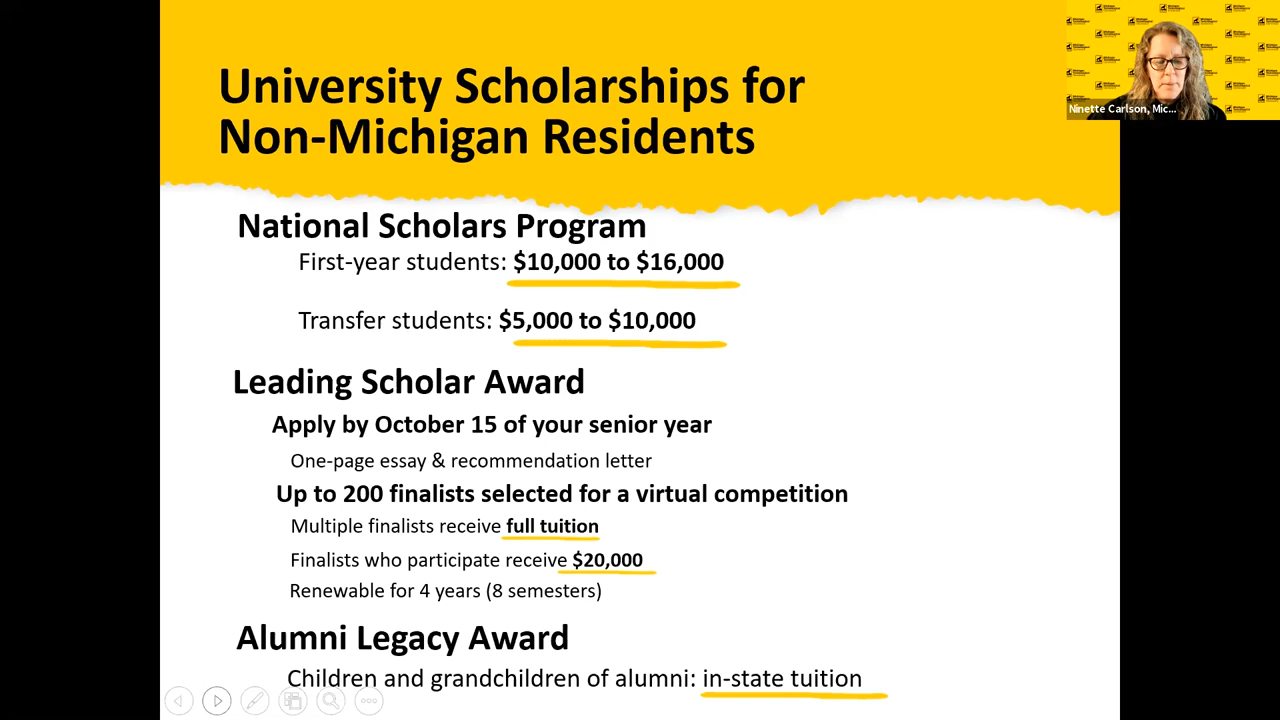 University Scholarships for
Non-Michigan Residents
Ninette Carlson, Mic...
National Scholars Program
First-year students: $10,000 to $16,000
Transfer students: $5,000 to $10,000
Leading Scholar Award
Apply by October 15 of your senior year
One-page essay & recommendation letter
Up to 200 finalists selected for a virtual competition
Multiple finalists receive full tuition
Finalists who participate receive $20,000
Renewable for 4 years (8 semesters)
Alumni Legacy Award
Children and grandchildren of alumni: in-state tuition